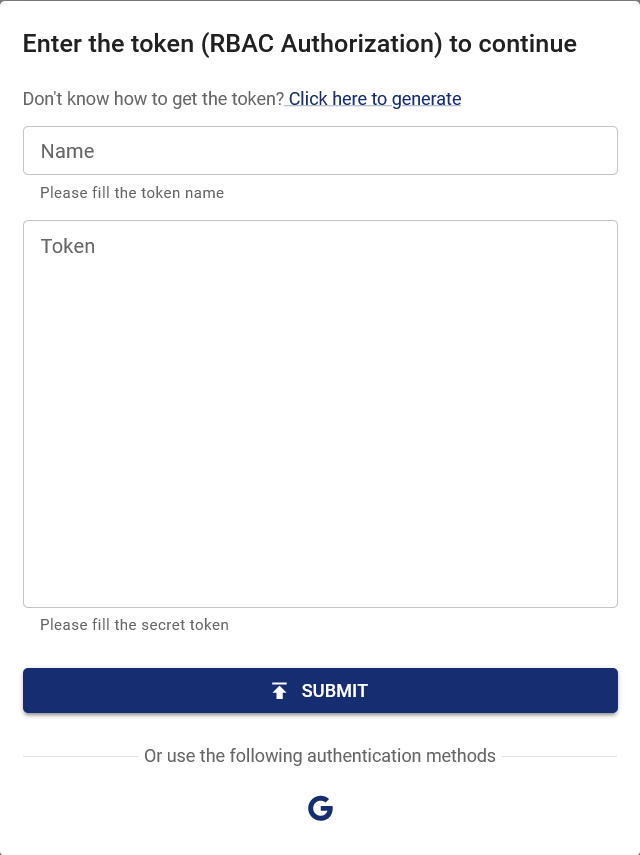 Enter the token (RBAC Authorization) to continue
Don't know how to get the token? Click here to generate
Name
Please fill the token name
Token
Please fill the secret token
SUBMIT
Or use the following authentication methods
G